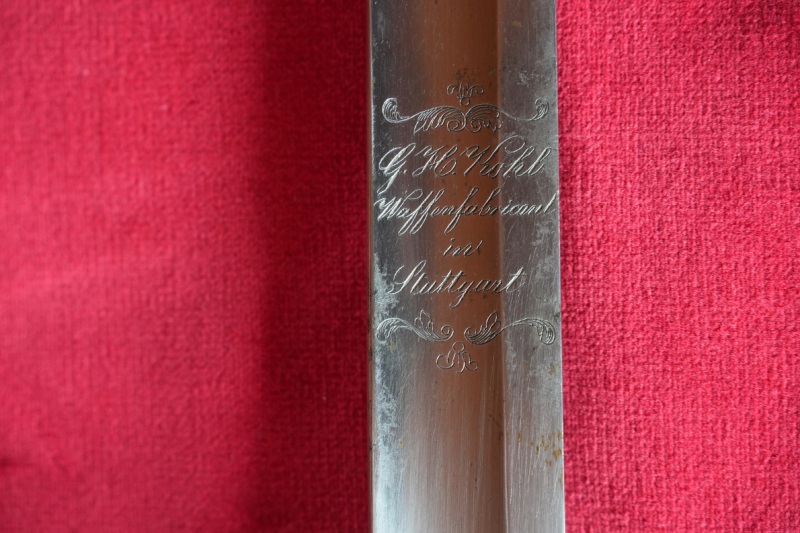 G. H. Kohl
Waffenfabricant
in
Stuttgart